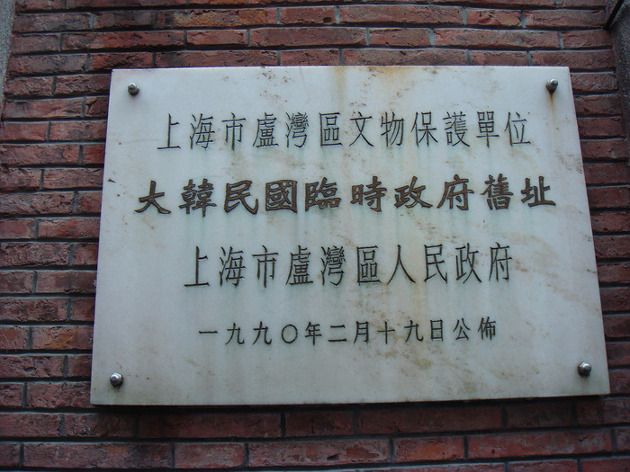 上海市盧灣區文物保護單位
大韓民國臨時政府舊址
上海市盧灣區人民政府
一九九〇年二月十九日公佈